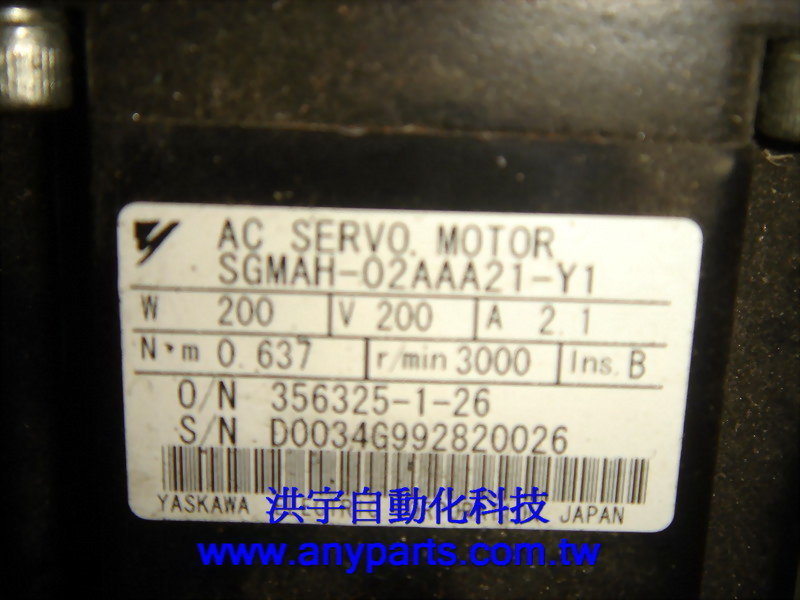 AC SERVO MOTOR
SGMAH-02AAA21-Y1
W 200 V 200 A 2.1
N・m 0.637 r/min 3000 Ins. B
O/N 356325-1-26
S/N D0034G992820026
YASKAWA JAPAN
洪宇自動化科技
www.anyparts.com.tw